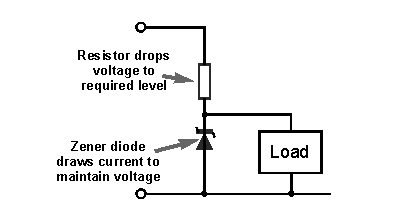 Resistor drops
voltage to
required level
Zener diode
draws current to
maintain voltage
Load